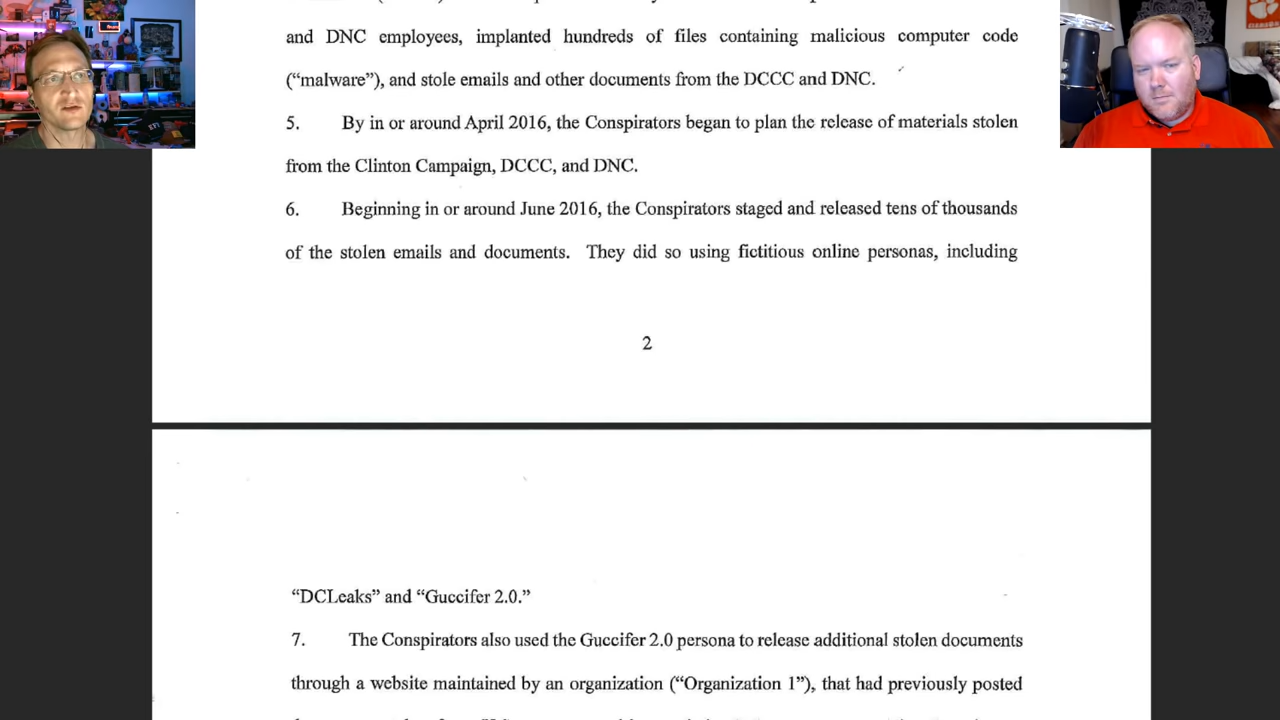 and DNC employees, implanted hundreds of files containing malicious computer code
(“malware”), and stole emails and other documents from the DCCC and DNC.
5. By in or around April 2016, the Conspirators began to plan the release of materials stolen
from the Clinton Campaign, DCCC, and DNC.
6. Beginning in or around June 2016, the Conspirators staged and released tens of thousands
of the stolen emails and documents. They did so using fictitious online personas, including
2
“DCLeaks” and “Guccifer 2.0.”
7. The Conspirators also used the Guccifer 2.0 persona to release additional stolen documents
through a website maintained by an organization (“Organization 1”), that had previously posted